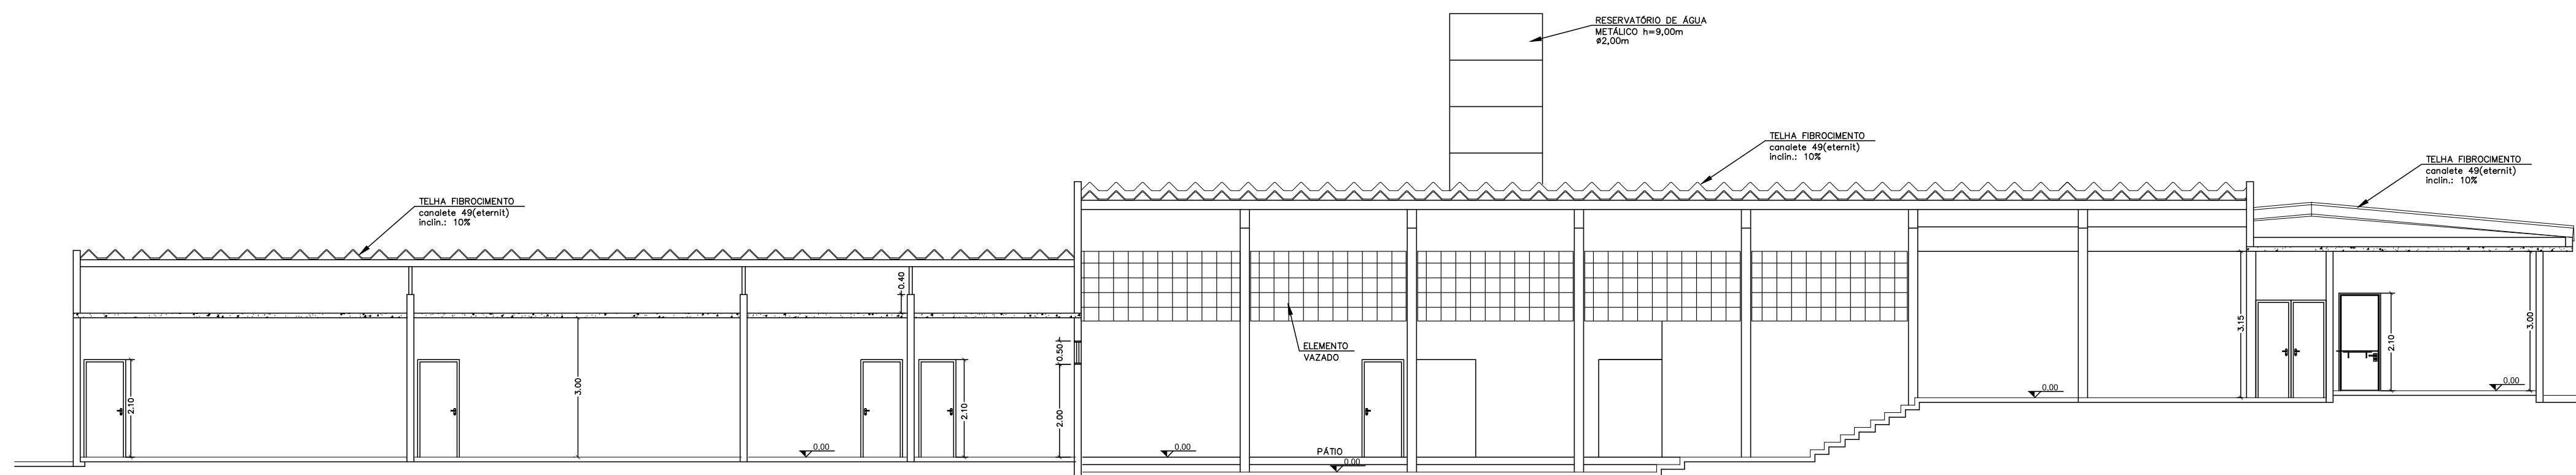 RESERVATÓRIO DE ÁGUA
METÁLICO h=9,00m
ø2,00m
TELHA FIBROCIMENTO
canalete 49(eternit)
inclin.: 10%
TELHA FIBROCIMENTO
canalete 49(eternit)
inclin.: 10%
TELHA FIBROCIMENTO
canalete 49(eternit)
inclin.: 10%
0.40
ELEMENTO
VAZADO
0.50
3.15
3.00
2.10
2.10
3.00
2.10
2.00
0.00
0.00
0.00
0.00
PÁTIO
0.00